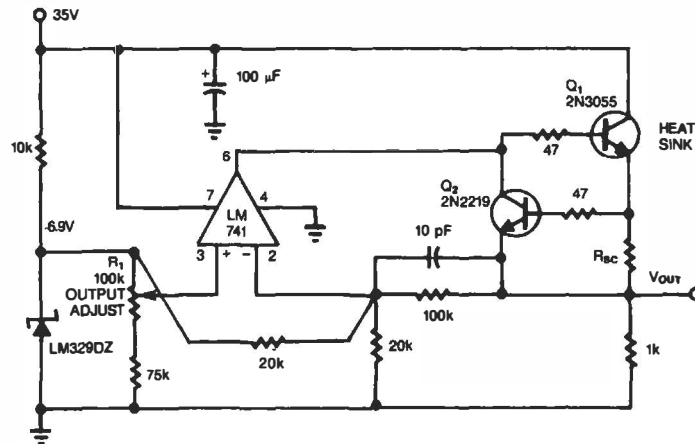 35V
100 μF
Q1
2N3055
HEAT
SINK
10k
47
6
7
4
Q2
2N2219
47
LM
741
-6.9V
10 pF
3
+
−
2
RSC
R1
100k
OUTPUT
ADJUST
VOUT
100k
LM329DZ
20k
20k
75k
1k